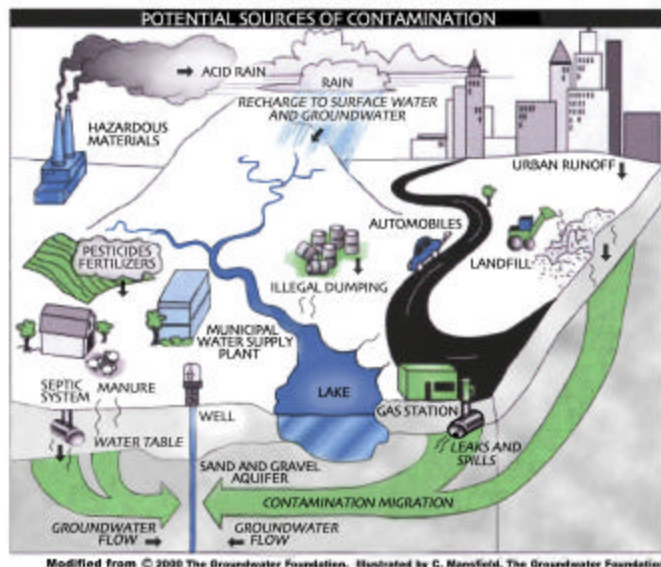 POTENTIAL SOURCES OF CONTAMINATION
ACID RAIN
RAIN
RECHARGE TO SURFACE WATER
AND GROUNDWATER
HAZARDOUS
MATERIALS
URBAN RUNOFF
AUTOMOBILES
PESTICIDES
FERTILIZERS
LANDFILL
ILLEGAL DUMPING
MUNICIPAL
WATER SUPPLY
PLANT
SEPTIC
SYSTEM
MANURE
LAKE
WELL
GAS STATION
WATER TABLE
LEAKS AND
SPILLS
SAND AND GRAVEL
AQUIFER
CONTAMINATION MIGRATION
GROUNDWATER
FLOW
GROUNDWATER
FLOW
Modified from © 2000 The Groundwater Foundation. Illustrated by C. Mansfield, The Groundwater Foundation